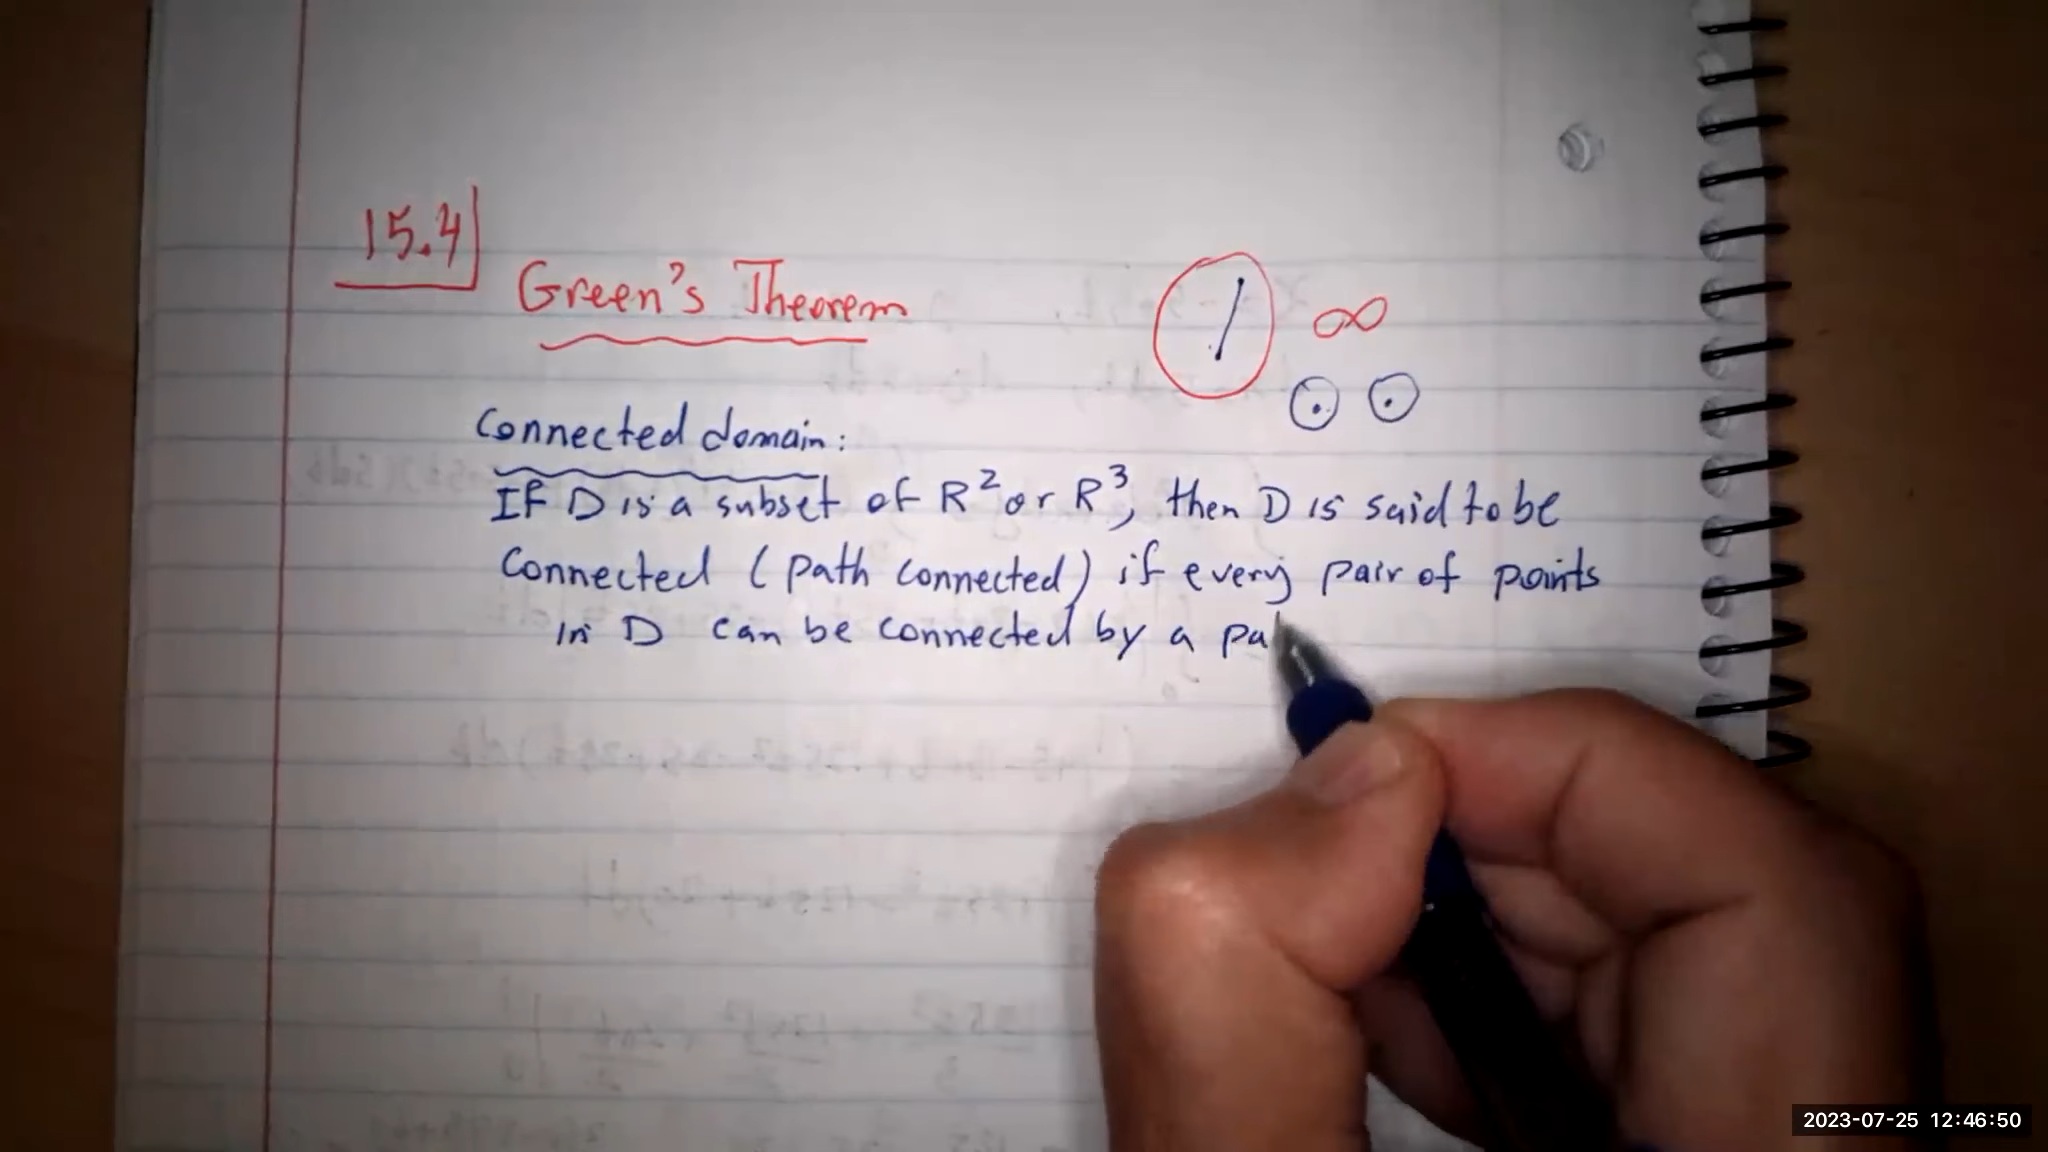 15.4
Green's Theorem
∞
Connected domain:
If D is a subset of R² or R³, then D is said to be
Connected (path connected) if every pair of points
in D can be connected by a pa
2023-07-25 12:46:50